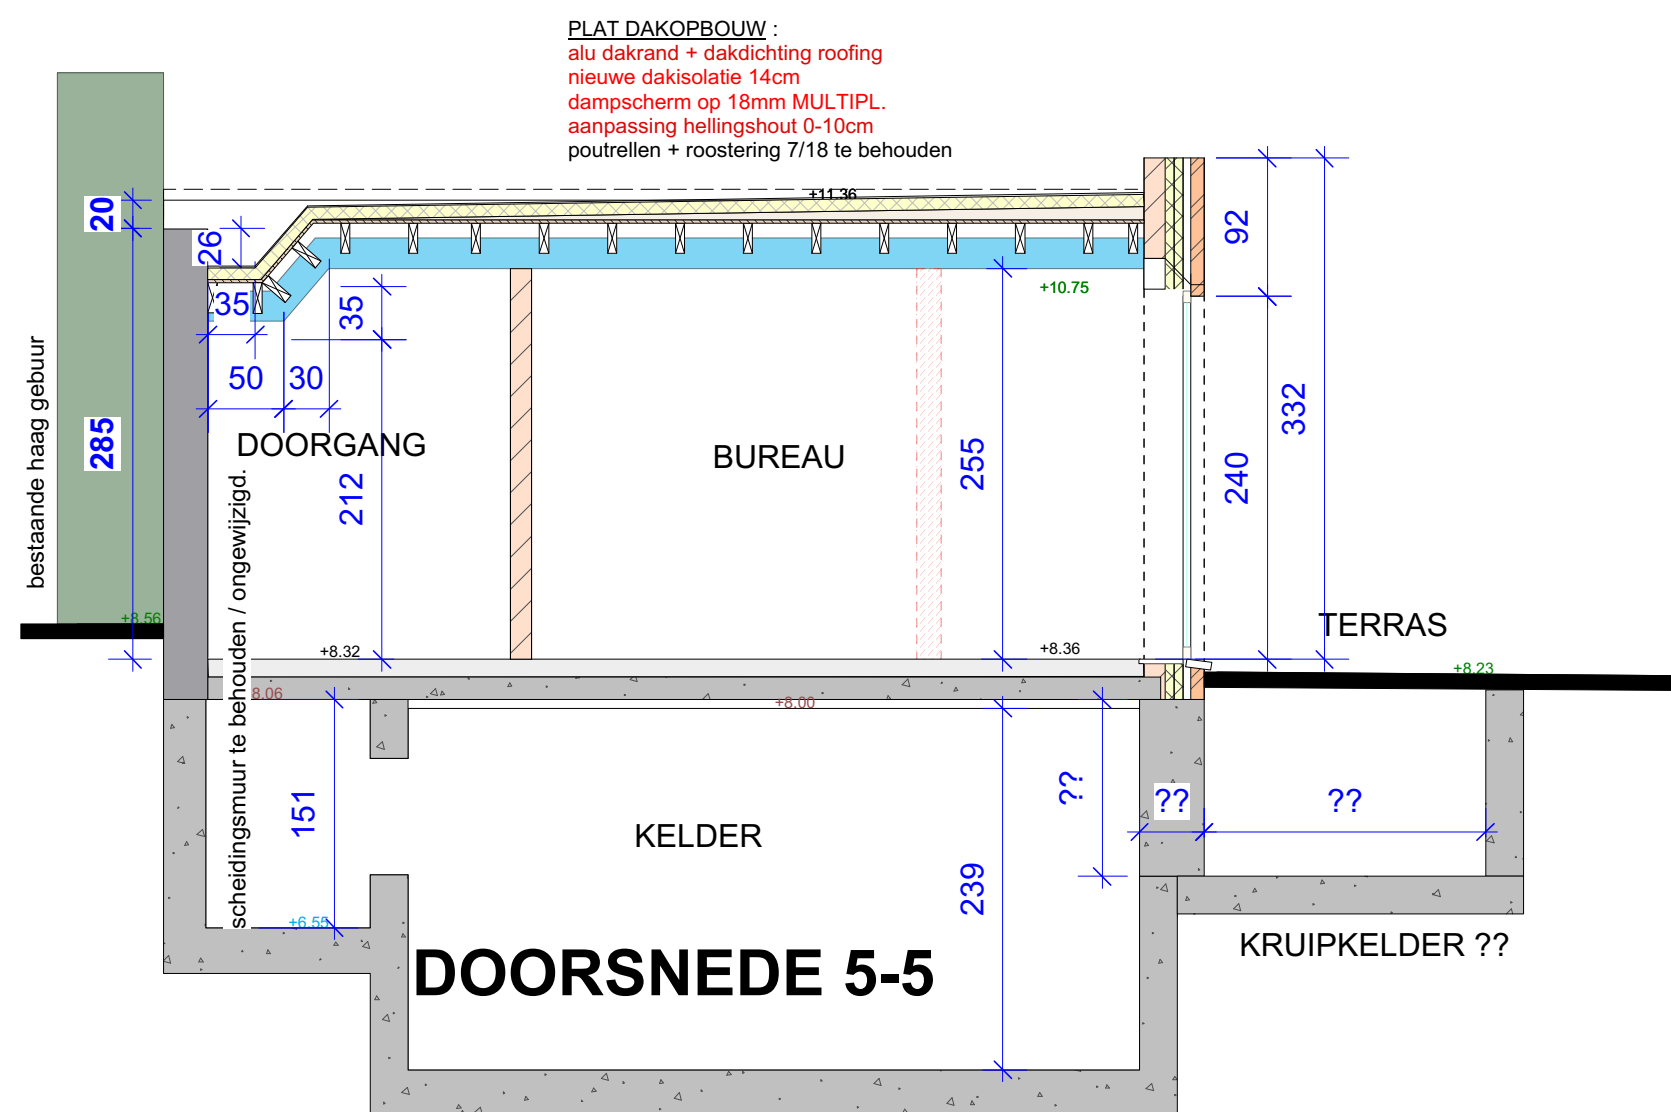 PLAT DAKOPBOUW :
alu dakrand + dakdichting roofing
nieuwe dakisolatie 14cm
dampscherm op 18mm MULTIPL.
aanpassing hellingshout 0-10cm
poutrellen + roostering 7/18 te behouden
+11.36
20
26
92
35
35
+10.75
50
30
332
285
bestaande haag gebuur
DOORGANG
BUREAU
255
240
212
scheidingsmuur te behouden / ongewijzigd.
+8.56
TERRAS
+8.32
+8.36
+8.23
8.06
+8.00
151
??
??
??
KELDER
239
+6.55
DOORSNEDE 5-5
KRUIPKELDER ??